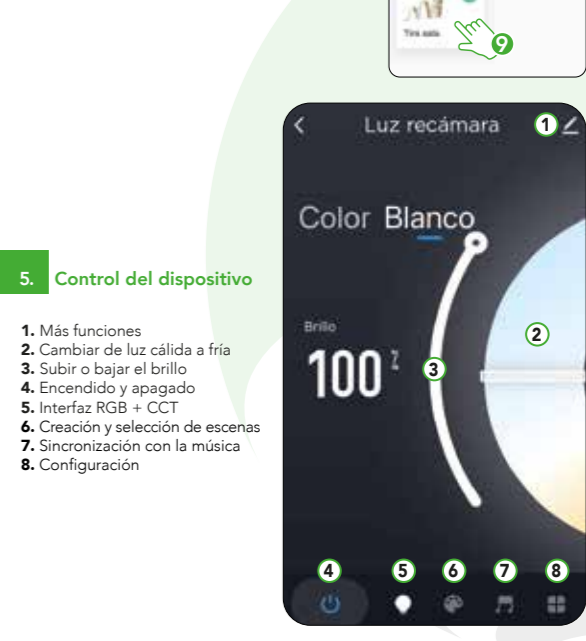 Tira sala
9
Luz recámara
1
Color Blanco
5. Control del dispositivo
1. Más funciones
2. Cambiar de luz cálida a fría
3. Subir o bajar el brillo
4. Encendido y apagado
5. Interfaz RGB + CCT
6. Creación y selección de escenas
7. Sincronización con la música
8. Configuración
Brillo
100 %
2
3
4 5 6 7 8